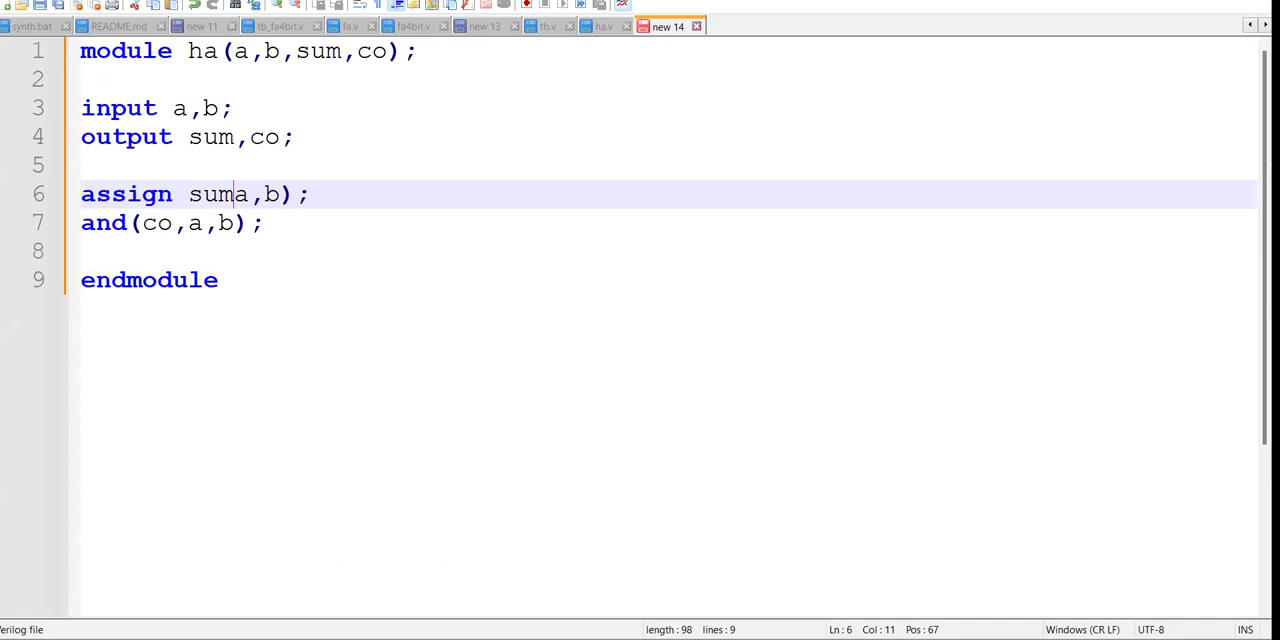 synth.bat README.md new 11 tb_fa4bit.v fa.v fa4bit.v new 13 tb.v ha.v new 14
1 module ha(a,b,sum,co);
2
3 input a,b;
4 output sum,co;
5
6 assign suma,b);
7 and(co,a,b);
8
9 endmodule
erilog file length : 98 lines : 9 Ln : 6 Col : 11 Pos : 67 Windows (CR LF) UTF-8 INS